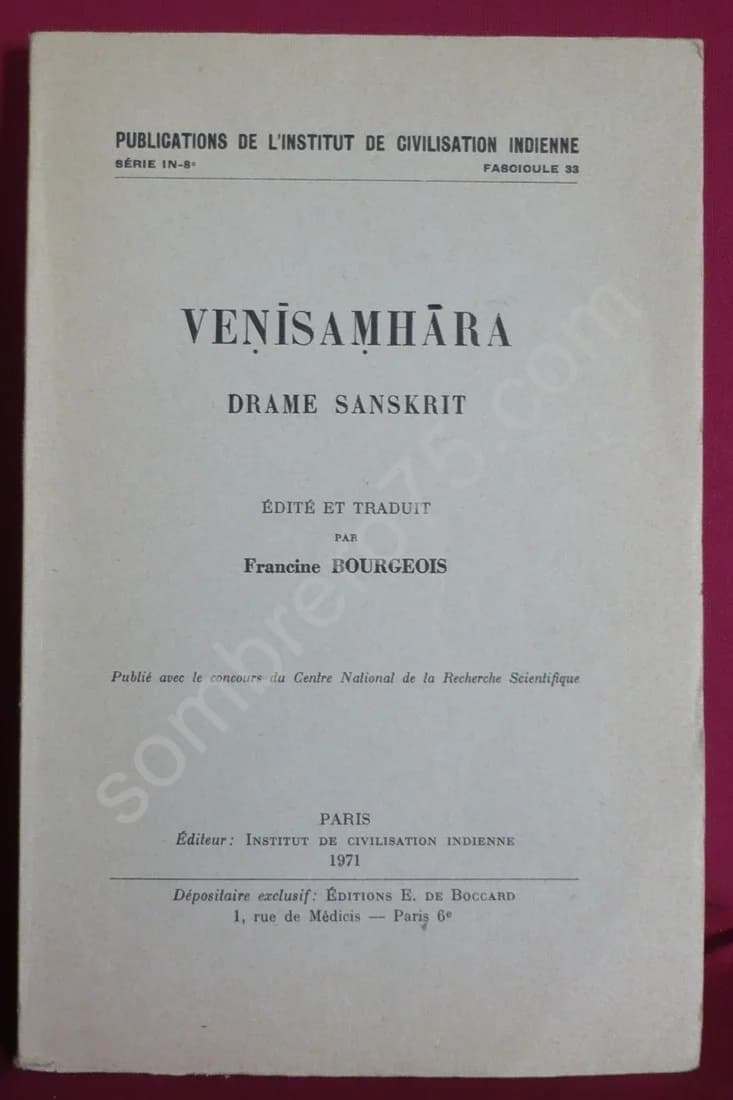 PUBLICATIONS DE L'INSTITUT DE CIVILISATION INDIENNE
SÉRIE IN-8° FASCICULE 33
VEṆĪSAṂHĀRA
DRAME SANSKRIT
ÉDITÉ ET TRADUIT
PAR
Francine BOURGEOIS
Publié avec le concours du Centre National de la Recherche Scientifique
PARIS
Éditeur: INSTITUT DE CIVILISATION INDIENNE
1971
Dépositaire exclusif: ÉDITIONS E. DE BOCCARD
1, rue de Médicis — Paris 6e
sombrero75.com